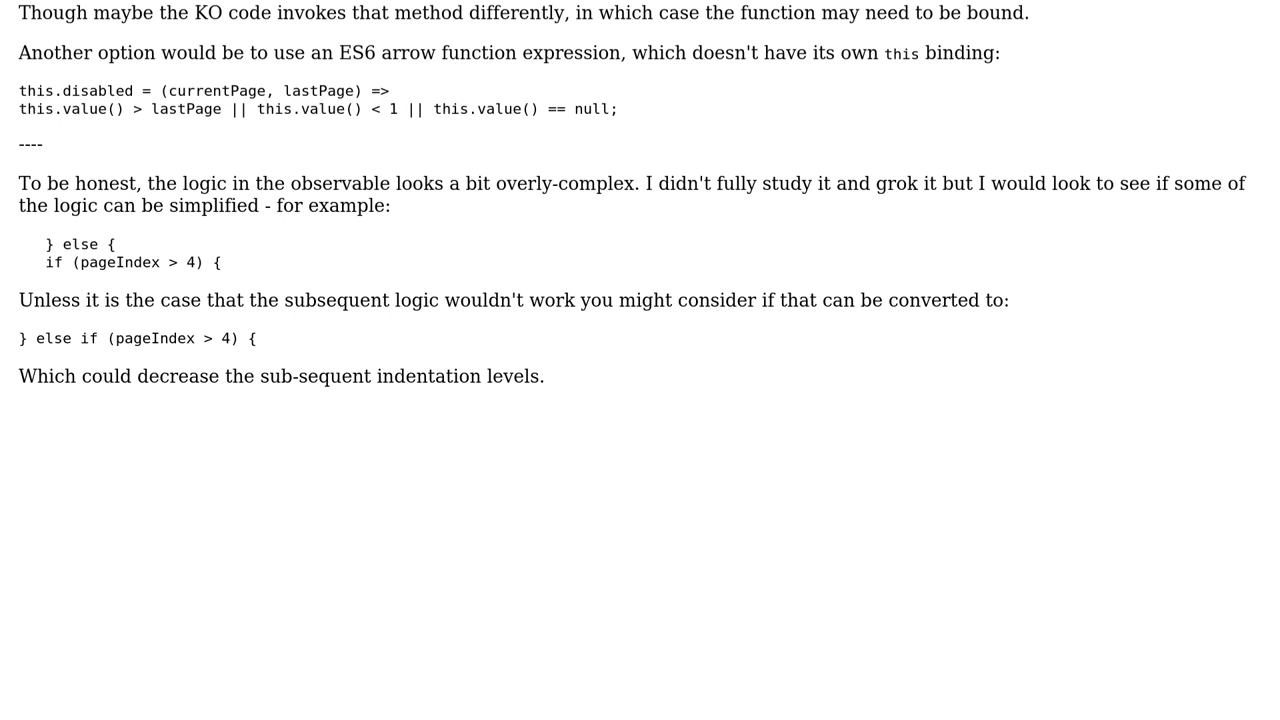 Though maybe the KO code invokes that method differently, in which case the function may need to be bound.
Another option would be to use an ES6 arrow function expression, which doesn't have its own this binding:
this.disabled = (currentPage, lastPage) =>
this.value() > lastPage || this.value() < 1 || this.value() == null;
----
To be honest, the logic in the observable looks a bit overly-complex. I didn't fully study it and grok it but I would look to see if some of
the logic can be simplified - for example:
} else {
if (pageIndex > 4) {
Unless it is the case that the subsequent logic wouldn't work you might consider if that can be converted to:
} else if (pageIndex > 4) {
Which could decrease the sub-sequent indentation levels.